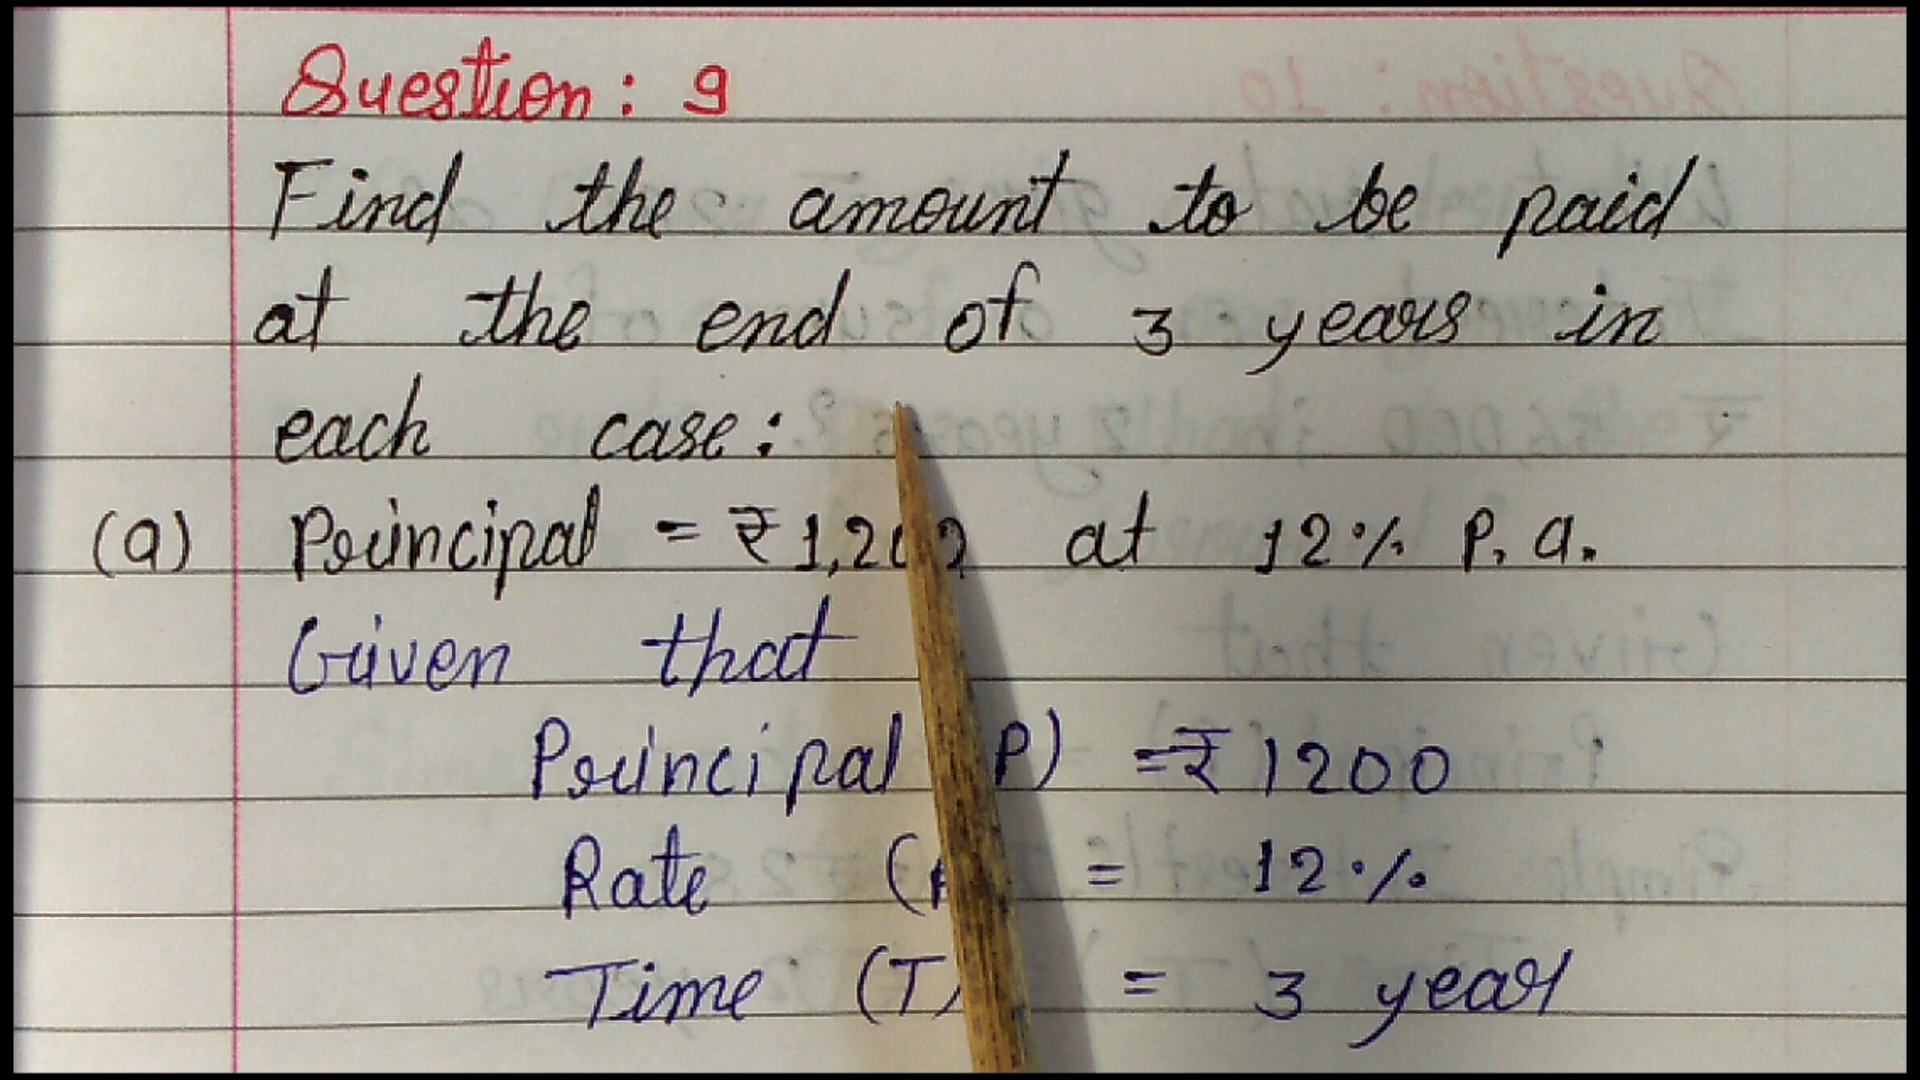 Question: 9
Find the amount to be paid
at the end of 3 years in
each case:
(a) Principal = ₹1,200 at 12% P.a.
Given that
Principal P) =₹1200
Rate ( = 12%
Time (T) = 3 year